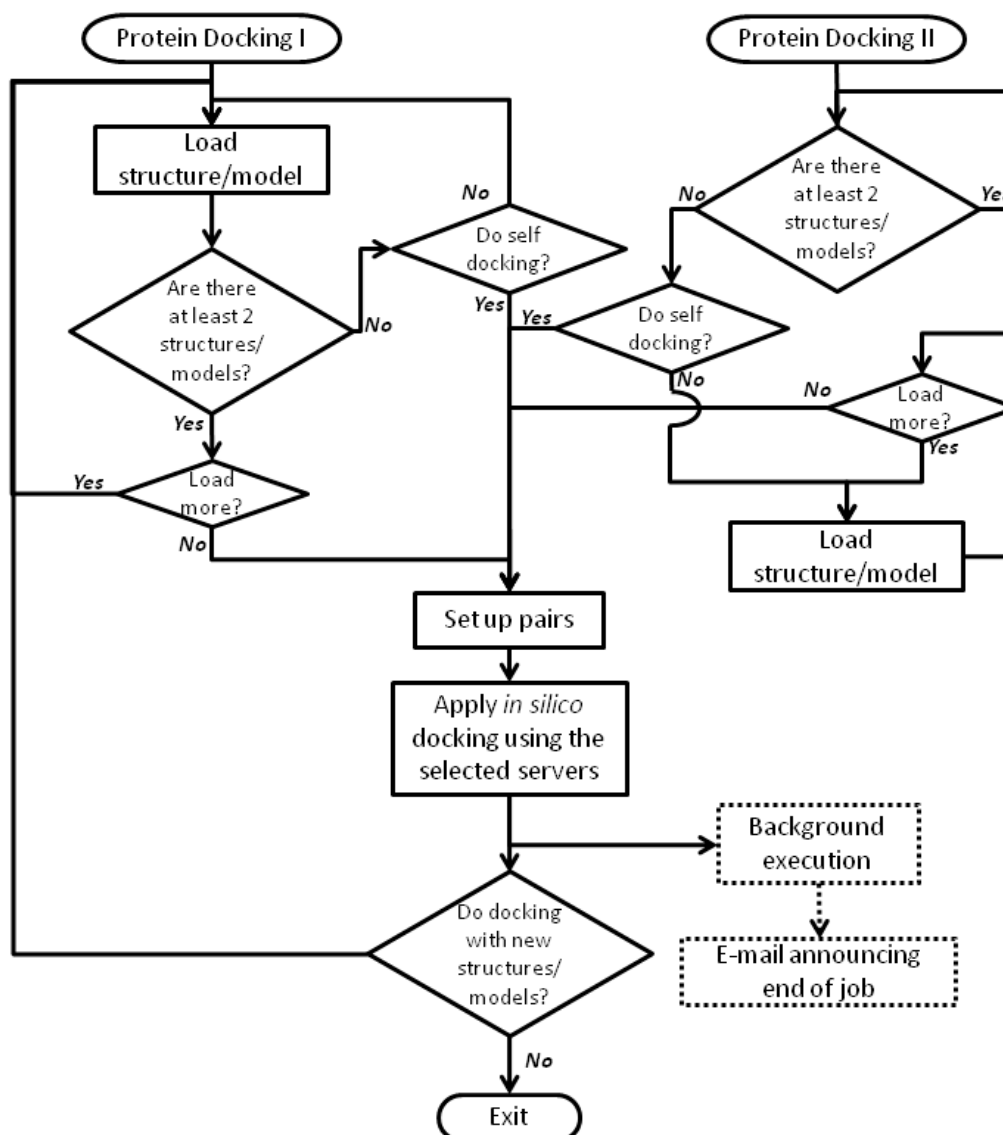 Protein Docking I
Protein Docking II
Load
structure/model
Are there
at least 2
structures/
models?
No
Yes
No
Do self
docking?
No
Yes
Yes
Do self
docking?
No
Are there
at least 2
structures/
models?
No
Yes
Load
more?
Yes
No
Load
more?
Yes
No
Load
structure/model
Set up pairs
Apply in silico
docking using the
selected servers
Background
execution
Do docking
with new
structures/
models?
E-mail announcing
end of job
No
Exit